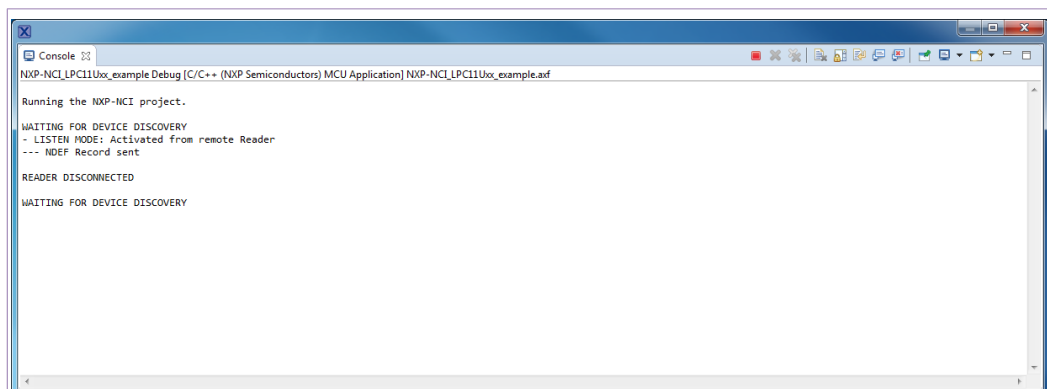 Console
NXP-NCI_LPC11Uxx_example Debug [C/C++ (NXP Semiconductors) MCU Application] NXP-NCI_LPC11Uxx_example.axf
Running the NXP-NCI project.
WAITING FOR DEVICE DISCOVERY
- LISTEN MODE: Activated from remote Reader
--- NDEF Record sent
READER DISCONNECTED
WAITING FOR DEVICE DISCOVERY